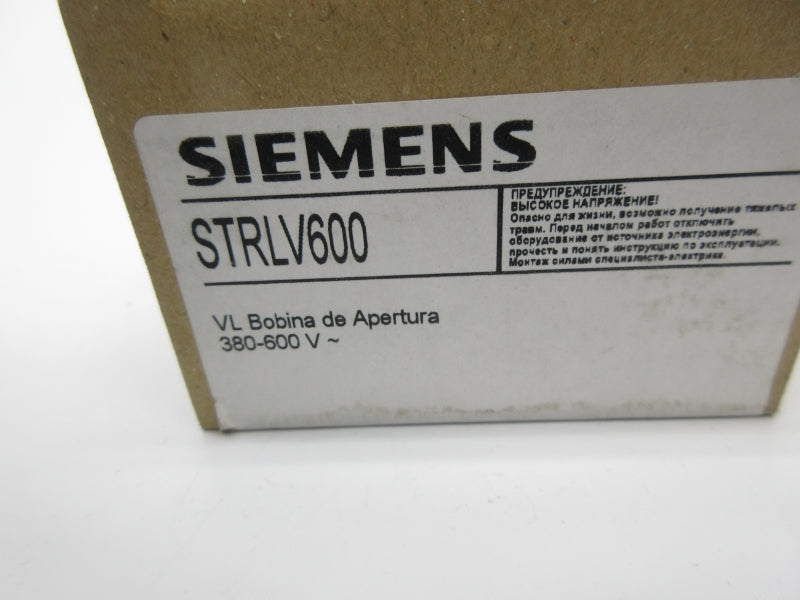 SIEMENS
STRLV600
ПРЕДУПРЕЖДЕНИЕ:
ВЫСОКОЕ НАПРЯЖЕНИЕ!
Опасно для жизни, возможно получение тяжелых
травм. Перед началом работ отключить
оборудование от источника электроэнергии,
прочесть и понять инструкцию по эксплуатации.
Монтаж силами специалиста-электрика.
VL Bobina de Apertura
380-600 V ~